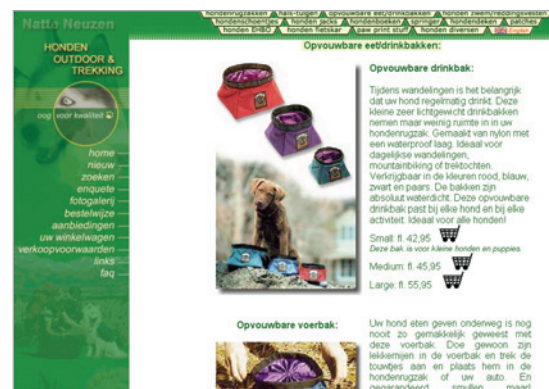 Natte Neuzen
hondenrugzakken hals-tuigen opvouwbare eet/drinkbakken honden zwem/reddingsvesten
hondenschoentjes honden jacks hondenboeken springer hondendeken patches
honden EHBO honden fietskar paw print stuff honden diversen English
HONDEN
OUTDOOR &
TREKKING
oog voor kwaliteit
home
nieuw
zoeken
enquete
fotogalerij
bestelwijze
aanbiedingen
uw winkelwagen
verkoopvoorwaarden
links
faq
Opvouwbare eet/drinkbakken:
Opvouwbare drinkbak:
Tijdens wandelingen is het belangrijk
dat uw hond regelmatig drinkt. Deze
kleine zeer lichtgewicht drinkbakken
nemen maar weinig ruimte in in uw
hondenrugzak. Gemaakt van nylon met
een waterproof laag. Ideaal voor
dagelijkse wandelingen,
mountainbiking of trektochten.
Verkrijgbaar in de kleuren rood, blauw,
zwart en paars. De bakken zijn
absoluut waterdicht. Deze opvouwbare
drinkbak past bij elke hond en bij elke
activiteit. Ideaal voor alle honden!
Small: fl. 42,95
Deze bak is voor kleine honden en puppies.
Medium: fl. 45,95
Large: fl. 55,95
Opvouwbare voerbak:
Uw hond eten geven onderweg is nog
nooit zo gemakkelijk geweest met
deze voerbak. Doe gewoon zijn
lekkernijen in de voerbak en trek de
touwtjes aan en plaats hem in de
hondenrugzak of uw auto. En
gegarandeerd smullen maar!